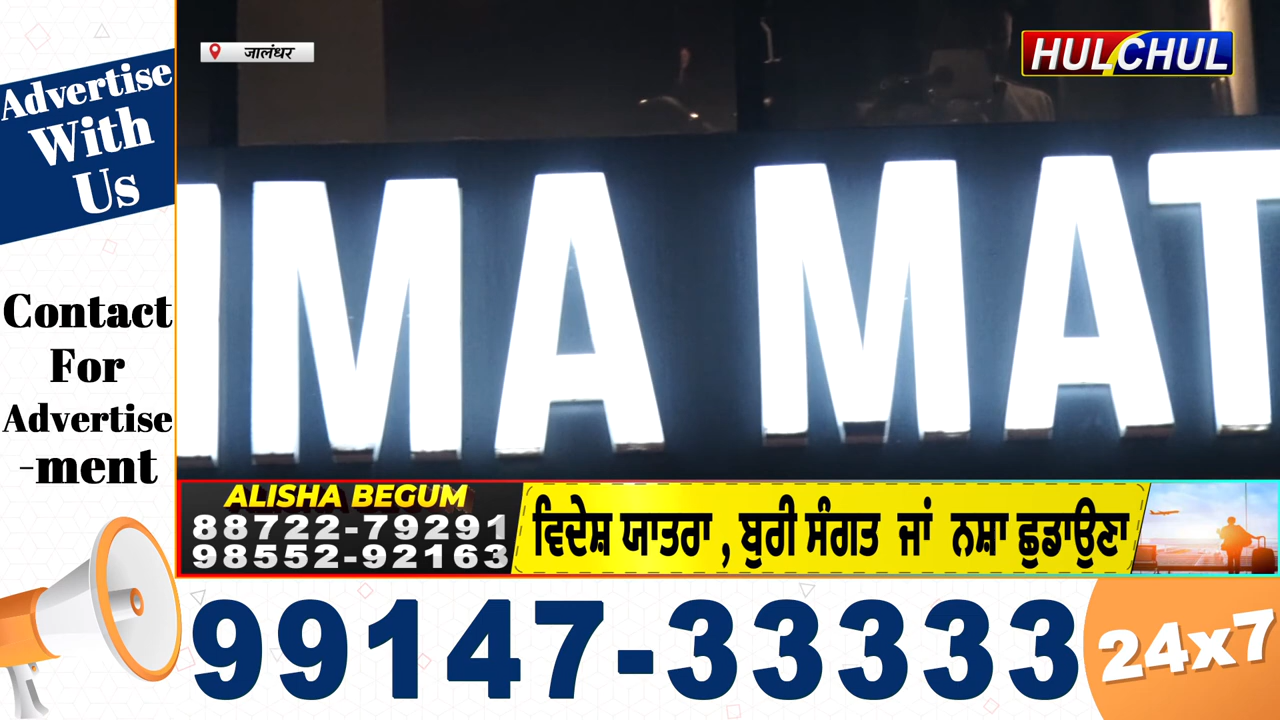 Advertise
With
Us
Contact
For
Advertise
-ment
जालंधर
HULCHUL
MA MAT
ALISHA BEGUM
88722-79291
98552-92163
ਵਿਦੇਸ਼ ਯਾਤਰਾ , ਬੁਰੀ ਸੰਗਤ ਜਾਂ ਨਸ਼ਾ ਛੁਡਾਉਣਾ
99147-33333
24x7